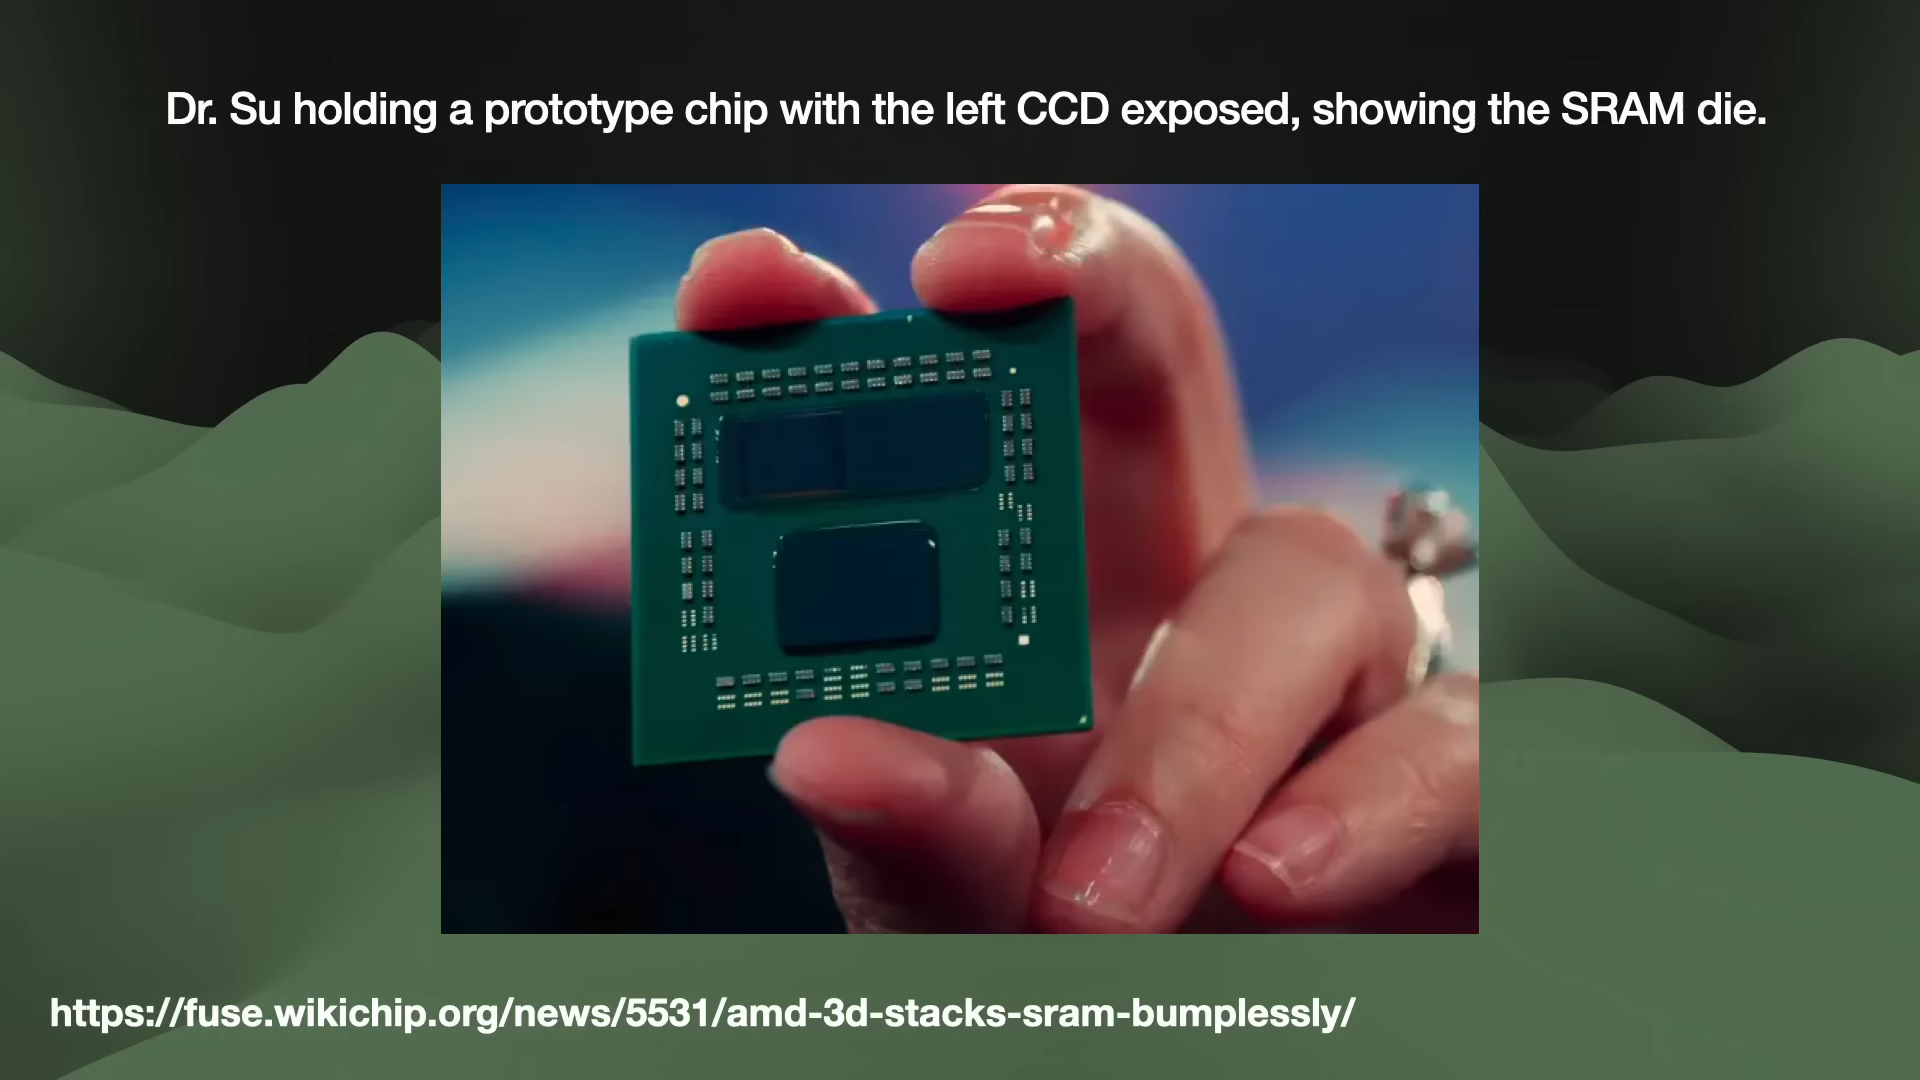 Dr. Su holding a prototype chip with the left CCD exposed, showing the SRAM die.
https://fuse.wikichip.org/news/5531/amd-3d-stacks-sram-bumplessly/